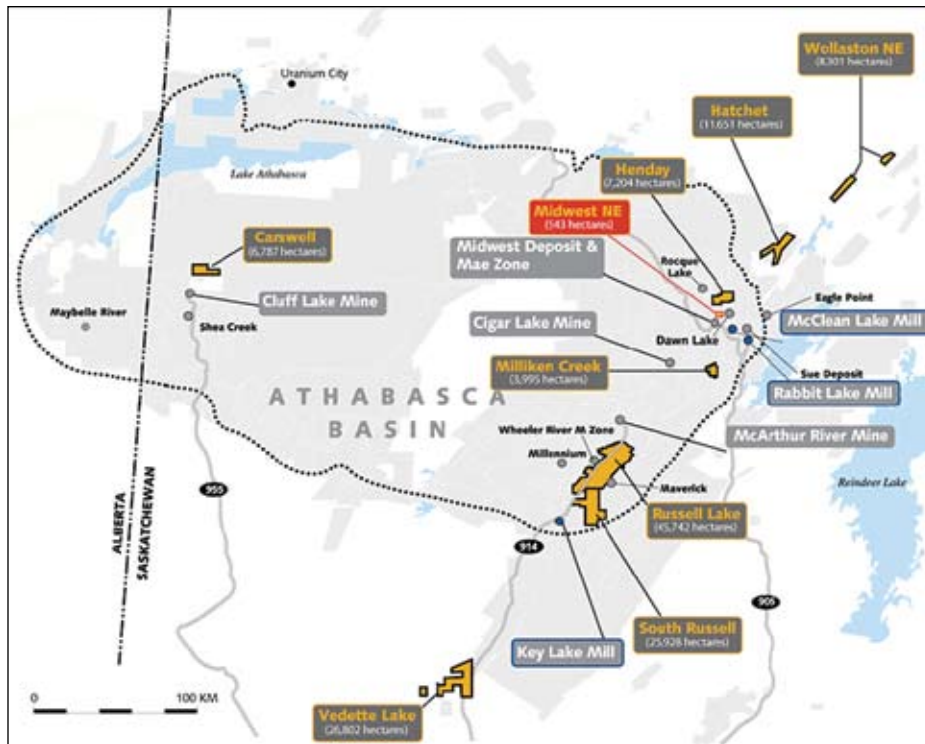 Wollaston NE
(8,301 hectares)
Uranium City
Hatchet
(11,651 hectares)
Lake Athabasca
Henday
(7,204 hectares)
Midwest NE
(543 hectares)
Carswell
(6,787 hectares)
Midwest Deposit &
Mae Zone
Rocque
Lake
Cluff Lake Mine
Eagle Point
Maybelle River
Shea Creek
Cigar Lake Mine
Dawn Lake
McClean Lake Mill
Milliken Creek
(3,995 hectares)
Sue Deposit
Rabbit Lake Mill
ATHABASCA
BASIN
Wheeler River M Zone
McArthur River Mine
Millennium
Maverick
Reindeer Lake
955
Russell Lake
(45,742 hectares)
ALBERTA
SASKATCHEWAN
914
905
South Russell
(25,928 hectares)
Key Lake Mill
0 100 KM
Vedette Lake
(26,802 hectares)